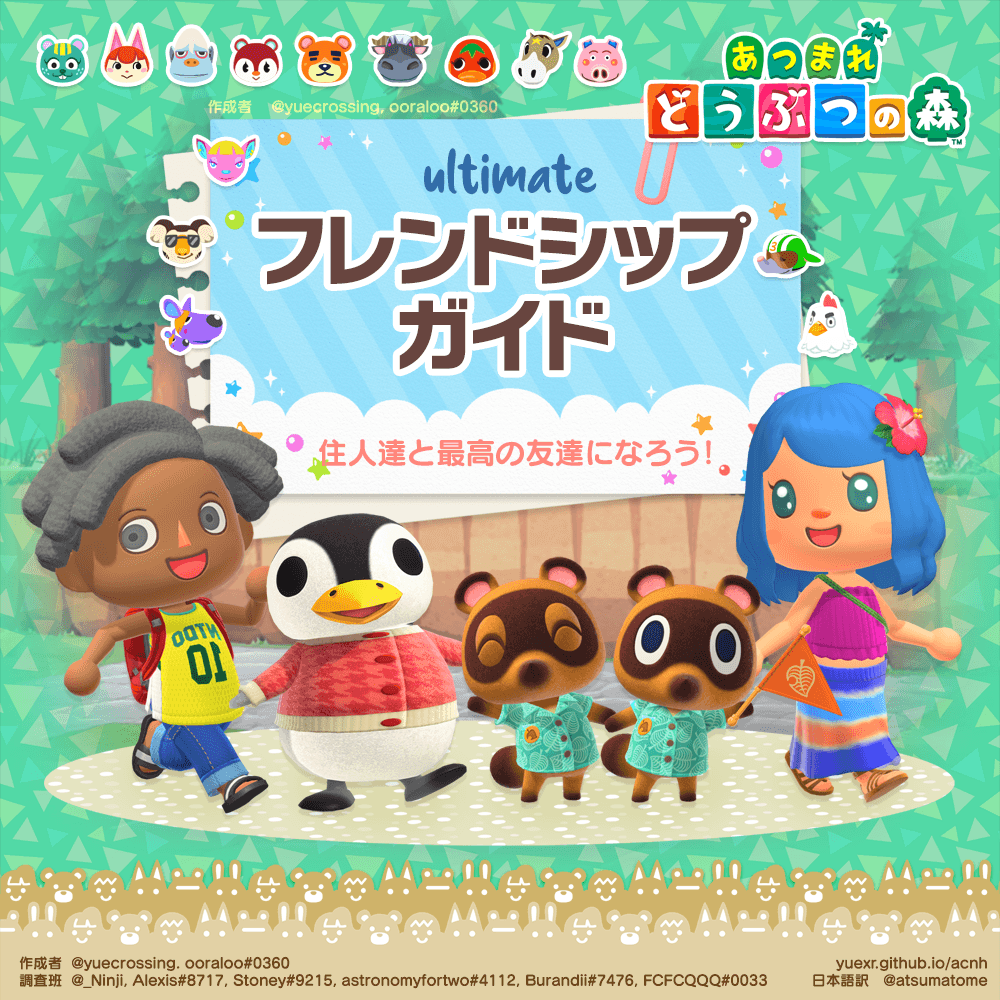 あつまれ
どうぶつの森
TM
作成者 @yuecrossing, ooraloo#0360
ultimate
フレンドシップ
ガイド
住人達と最高の友達になろう!
NTDO
01
作成者 @yuecrossing. ooraloo#0360
調査班 @_Ninji, Alexis#8717, Stoney#9215, astronomyfortwo#4112, Burandii#7476, FCFCQQQ#0033
yuexr.github.io/acnh
日本語訳 @atsumatome